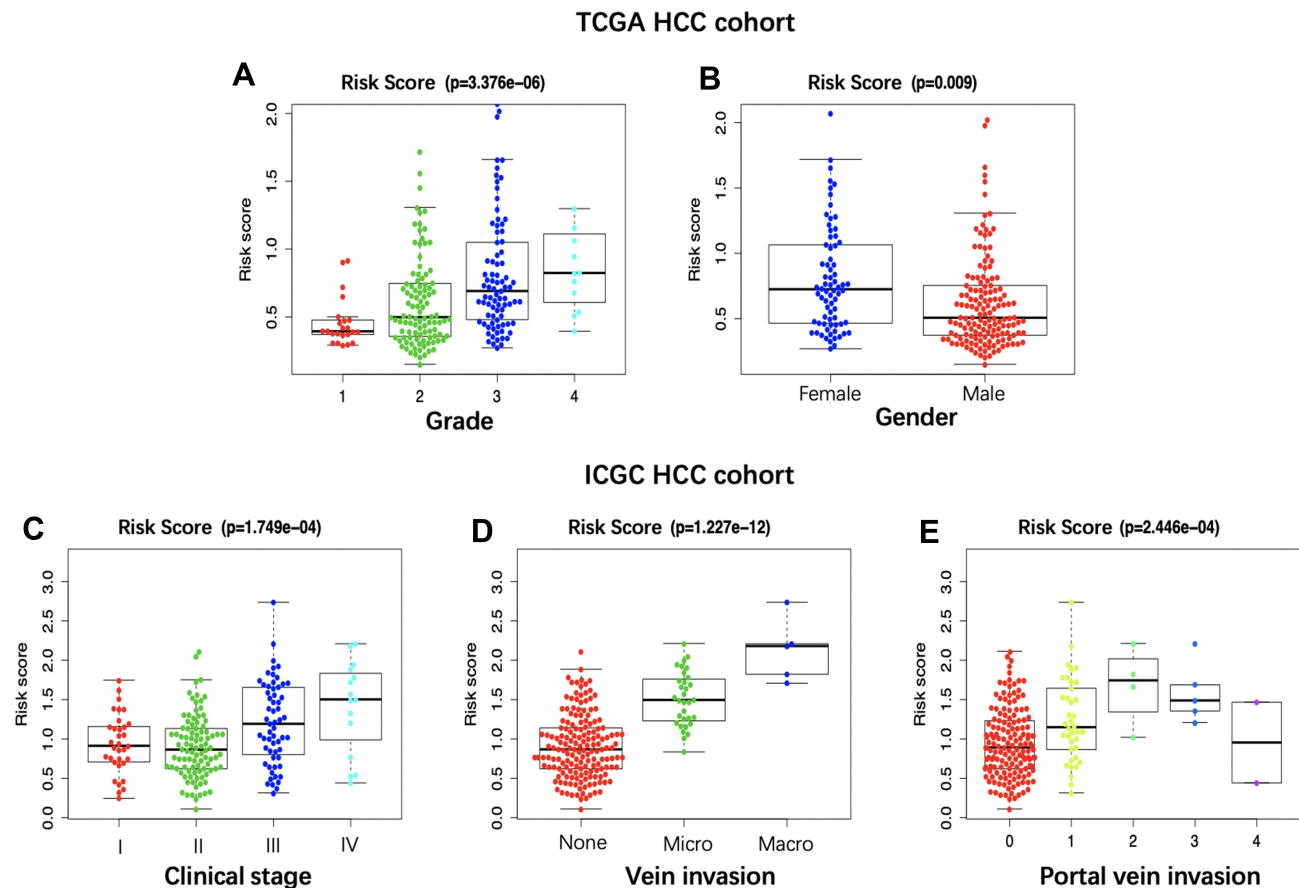 TCGA HCC cohort
A
Risk Score (p=3.376e−06)
Risk score
0.5
1.0
1.5
2.0
1
2
3
4
Grade
B
Risk Score (p=0.009)
Risk score
0.5
1.0
1.5
2.0
Female
Male
Gender
ICGC HCC cohort
C
Risk Score (p=1.749e−04)
Risk score
0.0
0.5
1.0
1.5
2.0
2.5
3.0
I
II
III
IV
Clinical stage
D
Risk Score (p=1.227e−12)
Risk score
0.0
0.5
1.0
1.5
2.0
2.5
3.0
None
Micro
Macro
Vein invasion
E
Risk Score (p=2.446e−04)
Risk score
0.0
0.5
1.0
1.5
2.0
2.5
3.0
0
1
2
3
4
Portal vein invasion